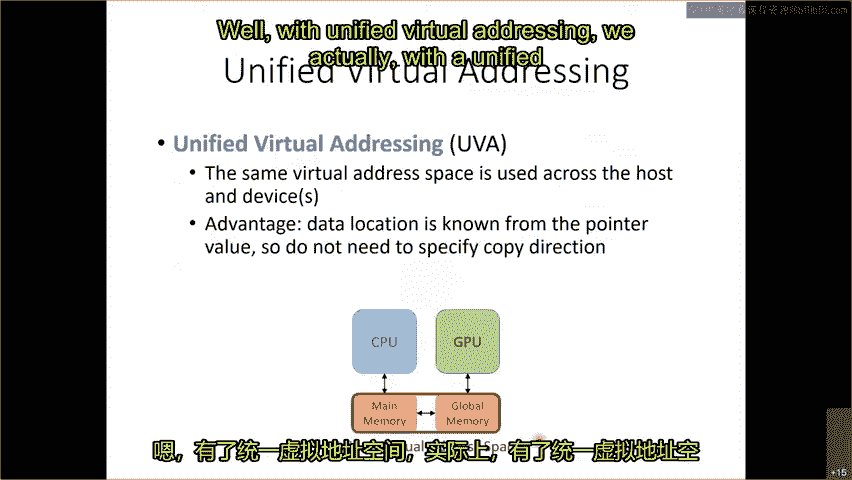 Well, with unified virtual addressing, we
actually, with a unified
Unified Virtual Addressing
• Unified Virtual Addressing (UVA)
• The same virtual address space is used across the host
and device(s)
• Advantage: data location is known from the pointer
value, so do not need to specify copy direction
CPU
GPU
Main
Memory
Global
Memory
嗯，有了统一虚拟地址空间，实际上，有了统一虚拟地址空
+15